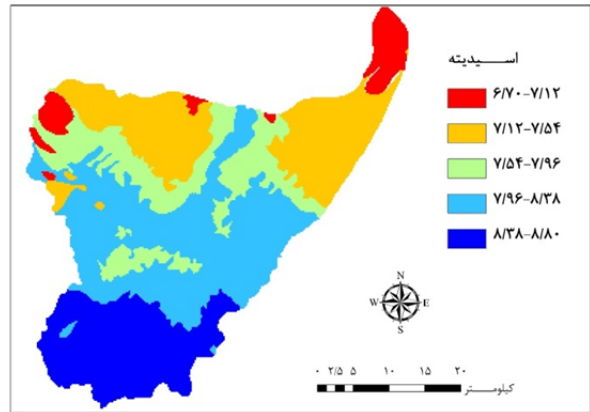 اسیدیته
۶/۷۰-۷/۱۲
۷/۱۲-۷/۵۴
۷/۵۴-۷/۹۶
۷/۹۶-۸/۳۸
۸/۳۸-۸/۸۰
N
W E
S
۰ ۲/۵ ۵ ۱۰ ۱۵ ۲۰
کیلومتر